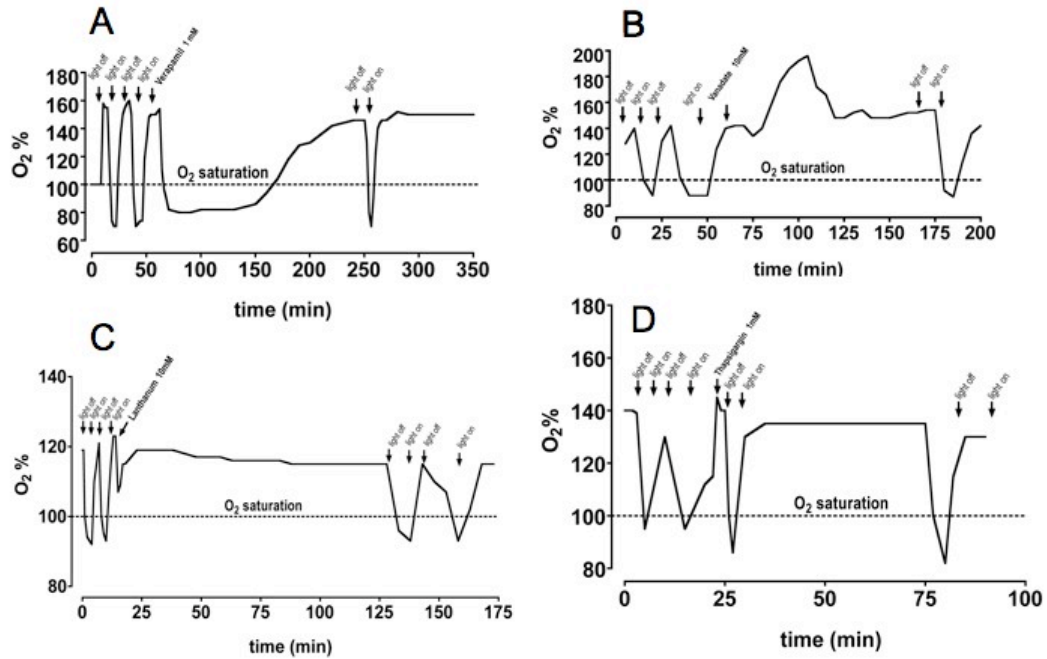 A
light off
light on
light off
light on
Verapamil 1 mM
light off
light on
180
160
140
120
100
80
60
O2 %
O2 saturation
0 50 100 150 200 250 300 350
time (min)
B
light off
light on
light off
light on
Vanadate 10mM
light off
light on
200
180
160
140
120
100
80
O2 %
O2 saturation
0 25 50 75 100 125 150 175 200
time (min)
C
light off
light on
light off
light on
Lanthanum 10mM
light off
light on
light off
light on
140
120
100
80
O2 %
O2 saturation
0 25 50 75 100 125 150 175
time (min)
D
light off
light on
light on
light on
Thapsigargin 1mM
light off
light on
light off
light on
180
160
140
120
100
80
O2%
O2 saturation
0 25 50 75 100
time (min)